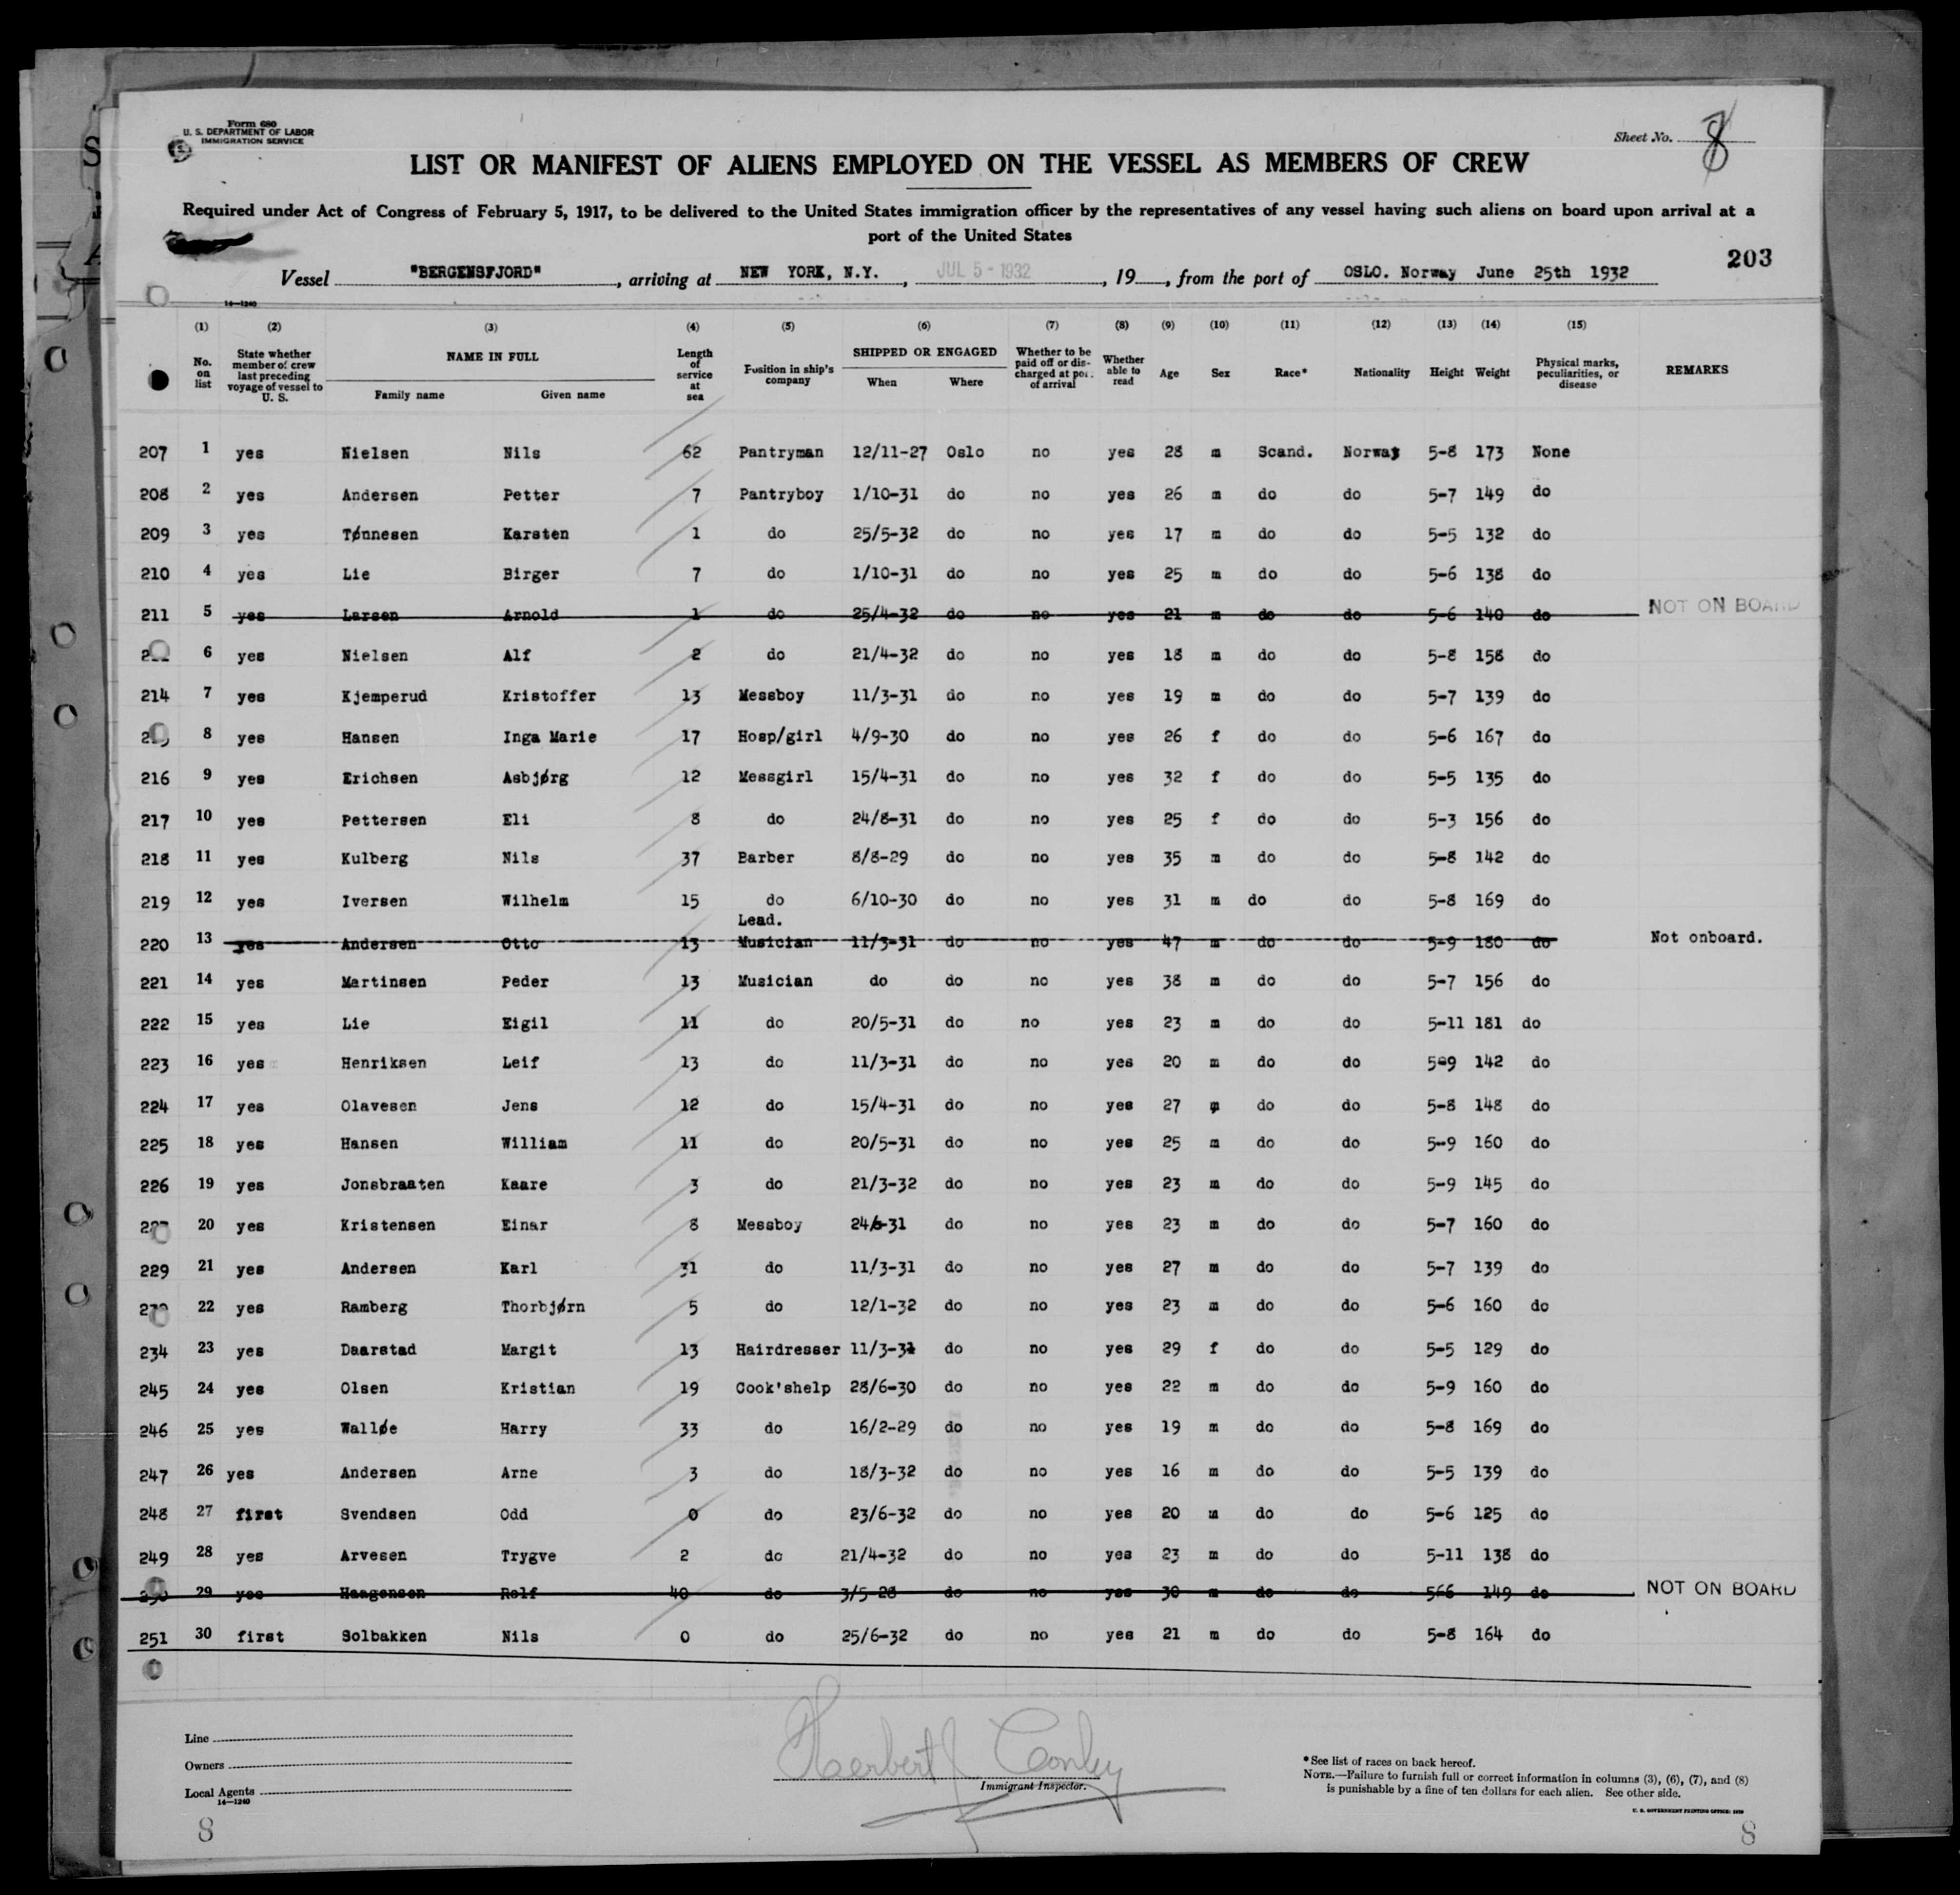 Form 680
U. S. DEPARTMENT OF LABOR
IMMIGRATION SERVICE
Sheet No. 8
LIST OR MANIFEST OF ALIENS EMPLOYED ON THE VESSEL AS MEMBERS OF CREW
Required under Act of Congress of February 5, 1917, to be delivered to the United States immigration officer by the representatives of any vessel having such aliens on board upon arrival at a
port of the United States
203
Vessel "BERGENSFJORD", arriving at NEW YORK, N.Y., JUL 5 - 1932, 19, from the port of OSLO. Norway June 25th 1932
14—1240
(1) (2) (3) (4) (5) (6) (7) (8) (9) (10) (11) (12) (13) (14) (15)
No. on list
State whether member of crew last preceding voyage of vessel to U. S.
NAME IN FULL
Family name Given name
Length of service at sea
Position in ship's company
SHIPPED OR ENGAGED
When Where
Whether to be paid off or discharged at port of arrival
Whether able to read
Age Sex Race* Nationality Height Weight
Physical marks, peculiarities, or disease
REMARKS
207 1 yes Nielsen Nils 62 Pantryman 12/11-27 Oslo no yes 28 m Scand. Norway 5-8 173 None
208 2 yes Andersen Petter 7 Pantryboy 1/10-31 do no yes 26 m do do 5-7 149 do
209 3 yes Tønnesen Karsten 1 do 25/5-32 do no yes 17 m do do 5-5 132 do
210 4 yes Lie Birger 7 do 1/10-31 do no yes 25 m do do 5-6 138 do
211 5 yes Larsen Arnold 1 do 25/4-32 do no yes 21 m do do 5-6 140 do NOT ON BOARD
6 yes Nielsen Alf 2 do 21/4-32 do no yes 18 m do do 5-8 158 do
214 7 yes Kjemperud Kristoffer 13 Messboy 11/3-31 do no yes 19 m do do 5-7 139 do
8 yes Hansen Inga Marie 17 Hosp/girl 4/9-30 do no yes 26 f do do 5-6 167 do
216 9 yes Erichsen Asbjørg 12 Messgirl 15/4-31 do no yes 32 f do do 5-5 135 do
217 10 yes Pettersen Eli 8 do 24/8-31 do no yes 25 f do do 5-3 156 do
218 11 yes Kulberg Nils 37 Barber 8/8-29 do no yes 35 m do do 5-8 142 do
219 12 yes Iversen Wilhelm 15 do 6/10-30 do no yes 31 m do do 5-8 169 do
Lead.
220 13 yes Andersen Otto 13 Musician 11/3-31 do no yes 47 m do do 5-9 180 do Not onboard.
221 14 yes Martinsen Peder 13 Musician do do no yes 38 m do do 5-7 156 do
222 15 yes Lie Eigil 11 do 20/5-31 do no yes 23 m do do 5-11 181 do
223 16 yes Henriksen Leif 13 do 11/3-31 do no yes 20 m do do 5-9 142 do
224 17 yes Olavesen Jens 12 do 15/4-31 do no yes 27 m do do 5-8 148 do
225 18 yes Hansen William 11 do 20/5-31 do no yes 25 m do do 5-9 160 do
226 19 yes Jonsbraaten Kaare 3 do 21/3-32 do no yes 23 m do do 5-9 145 do
20 yes Kristensen Einar 8 Messboy do no yes 23 m do do 5-7 160 do
229 21 yes Andersen Karl 31 do 11/3-31 do no yes 27 m do do 5-7 139 do
22 yes Ramberg Thorbjørn 5 do 12/1-32 do no yes 23 m do do 5-6 160 do
234 23 yes Daarstad Margit 13 Hairdresser 11/3-31 do no yes 29 f do do 5-5 129 do
245 24 yes Olsen Kristian 19 Cook'shelp 28/6-30 do no yes 22 m do do 5-9 160 do
246 25 yes Walløe Harry 33 do 16/2-29 do no yes 19 m do do 5-8 169 do
247 26 yes Andersen Arne 3 do 18/3-32 do no yes 16 m do do 5-5 139 do
248 27 first Svendsen Odd 0 do 23/6-32 do no yes 20 m do do 5-6 125 do
249 28 yes Arvesen Trygve 2 do 21/4-32 do no yes 23 m do do 5-11 138 do
250 29 yes Haagensen Rolf 40 do 3/5-28 do no yes 30 m do do 566 149 do NOT ON BOARD
251 30 first Solbakken Nils 0 do 25/6-32 do no yes 21 m do do 5-8 164 do
Line
Owners
Local Agents
14—1240
Herbert J Conley
Immigrant Inspector.
*See list of races on back hereof.
NOTE.—Failure to furnish full or correct information in columns (3), (6), (7), and (8)
is punishable by a fine of ten dollars for each alien. See other side.
U. S. GOVERNMENT PRINTING OFFICE:
8 8